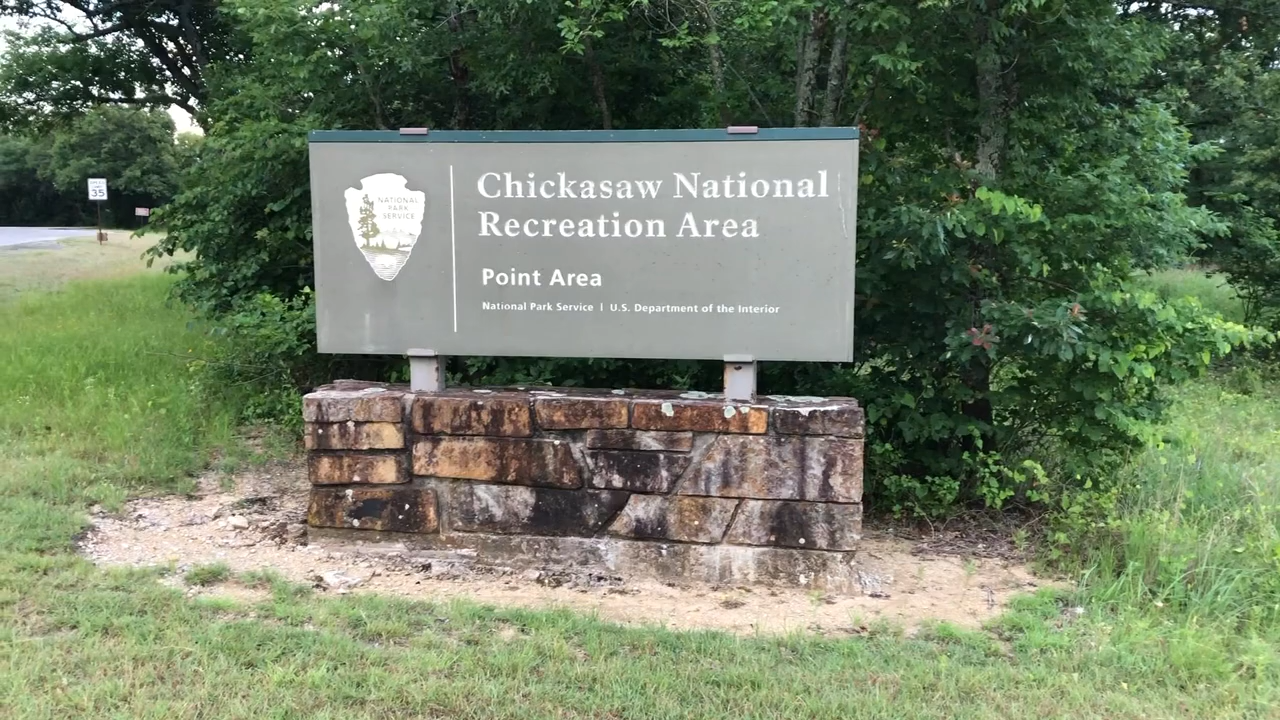 NATIONAL
PARK
SERVICE
Chickasaw National
Recreation Area
Point Area
National Park Service | U.S. Department of the Interior
35